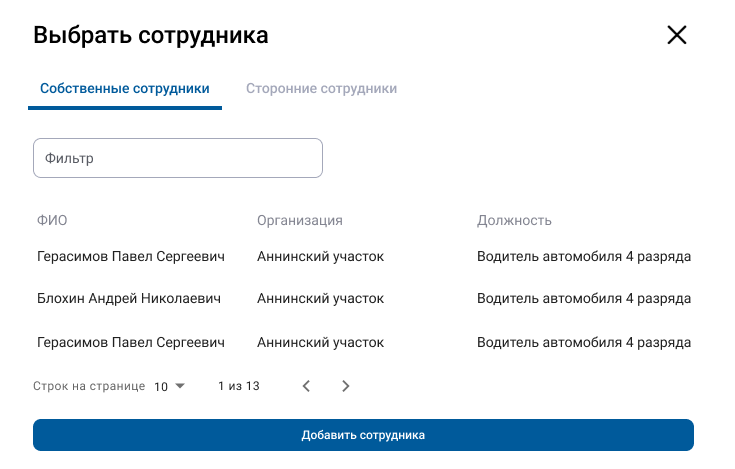 Выбрать сотрудника
Собственные сотрудники Сторонние сотрудники
Фильтр
ФИО Организация Должность
Герасимов Павел Сергеевич Аннинский участок Водитель автомобиля 4 разряда
Блохин Андрей Николаевич Аннинский участок Водитель автомобиля 4 разряда
Герасимов Павел Сергеевич Аннинский участок Водитель автомобиля 4 разряда
Строк на странице 10 1 из 13
Добавить сотрудника